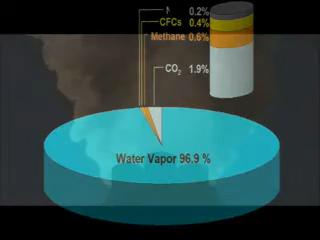 0.2%
CFCs 0.4%
Methane 0.6%
CO2 1.9%
Water Vapor 96.9 %